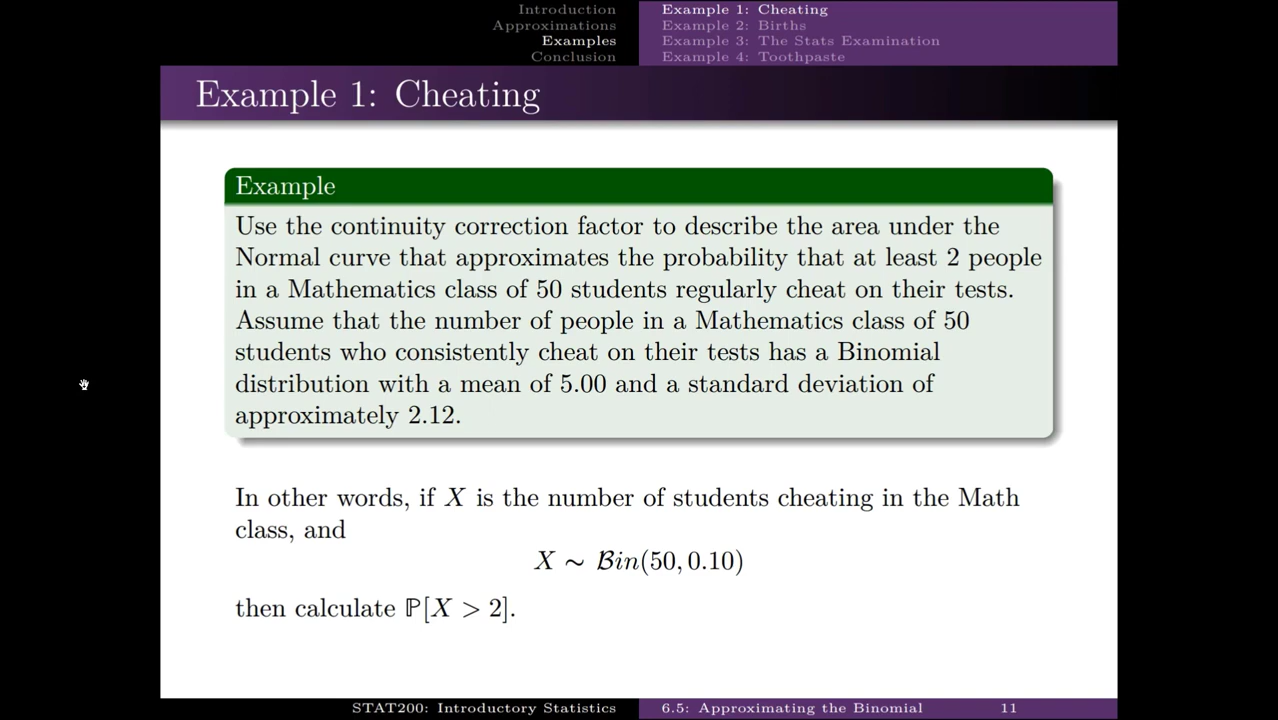 Introduction
Approximations
Examples
Conclusion
Example 1: Cheating
Example 2: Births
Example 3: The Stats Examination
Example 4: Toothpaste
Example 1: Cheating
Example
Use the continuity correction factor to describe the area under the
Normal curve that approximates the probability that at least 2 people
in a Mathematics class of 50 students regularly cheat on their tests.
Assume that the number of people in a Mathematics class of 50
students who consistently cheat on their tests has a Binomial
distribution with a mean of 5.00 and a standard deviation of
approximately 2.12.
In other words, if X is the number of students cheating in the Math
class, and
X ∼ Bin(50, 0.10)
then calculate ℙ[X > 2].
STAT200: Introductory Statistics
6.5: Approximating the Binomial
11